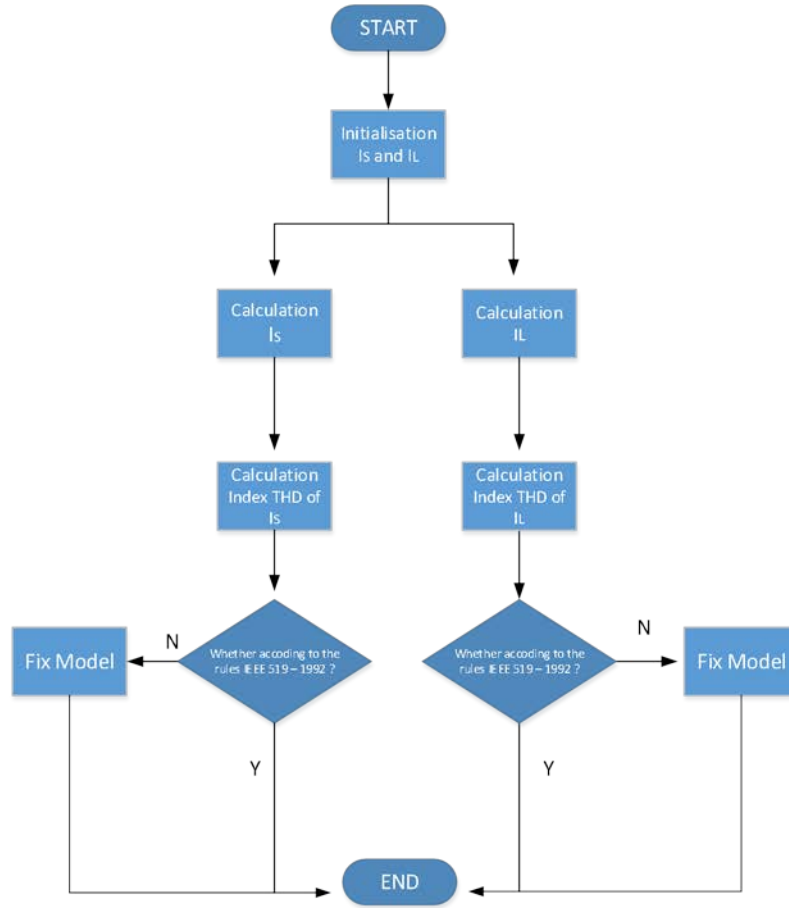 START
Initialisation
Is and IL
Calculation
Is
Calculation
IL
Calculation
Index THD of
Is
Calculation
Index THD of
IL
Fix Model
N
Whether acoding to the
rules IEEE 519 – 1992 ?
Whether acoding to the
rules IEEE 519 – 1992 ?
N
Fix Model
Y
Y
END